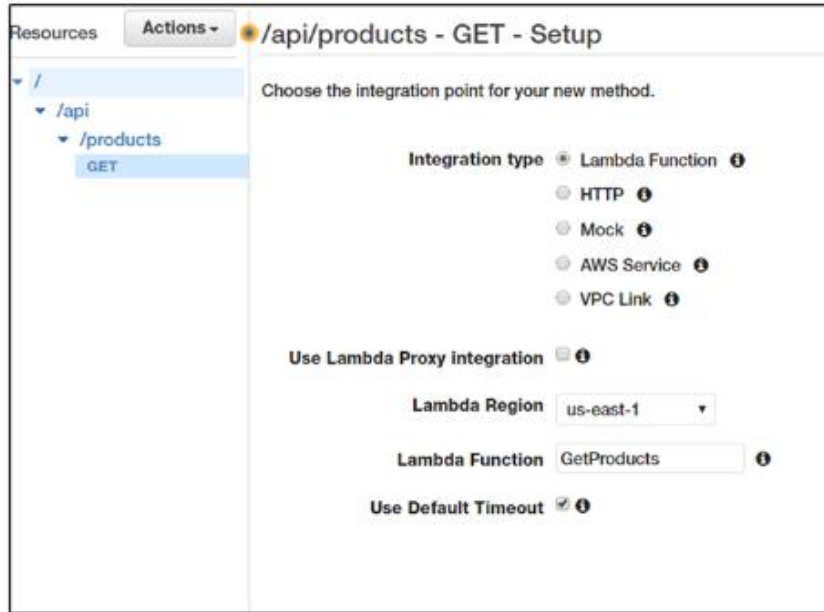 Resources
Actions
/api/products - GET - Setup
/
/api
/products
GET
Choose the integration point for your new method.
Integration type
Lambda Function
HTTP
Mock
AWS Service
VPC Link
Use Lambda Proxy integration
Lambda Region us-east-1
Lambda Function GetProducts
Use Default Timeout